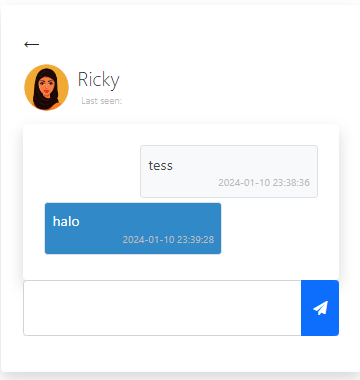 Ricky
Last seen:
tess
2024-01-10 23:38:36
halo
2024-01-10 23:39:28